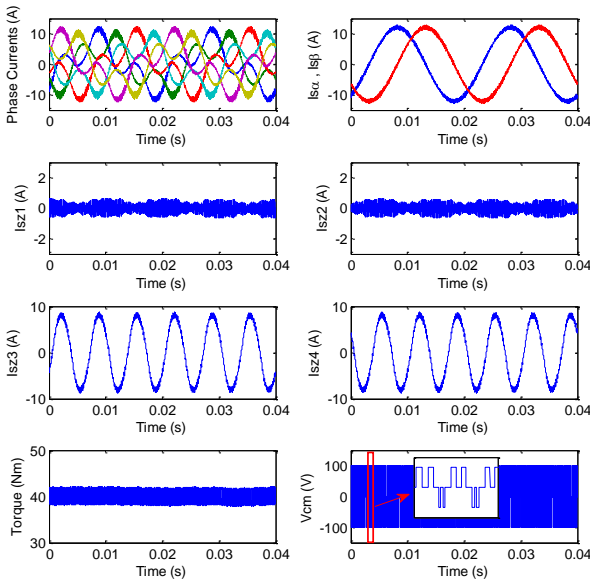 Phase Currents (A)
10
0
-10
0 0.01 0.02 0.03 0.04
Time (s)
Isα , Isβ (A)
10
0
-10
0 0.01 0.02 0.03 0.04
Time (s)
Isz1 (A)
2
0
-2
0 0.01 0.02 0.03 0.04
Time (s)
Isz2 (A)
2
0
-2
0 0.01 0.02 0.03 0.04
Time (s)
Isz3 (A)
10
0
-10
0 0.01 0.02 0.03 0.04
Time (s)
Isz4 (A)
10
0
-10
0 0.01 0.02 0.03 0.04
Time (s)
Torque (Nm)
50
40
30
0 0.01 0.02 0.03 0.04
Time (s)
Vcm (V)
100
0
-100
0 0.01 0.02 0.03 0.04
Time (s)